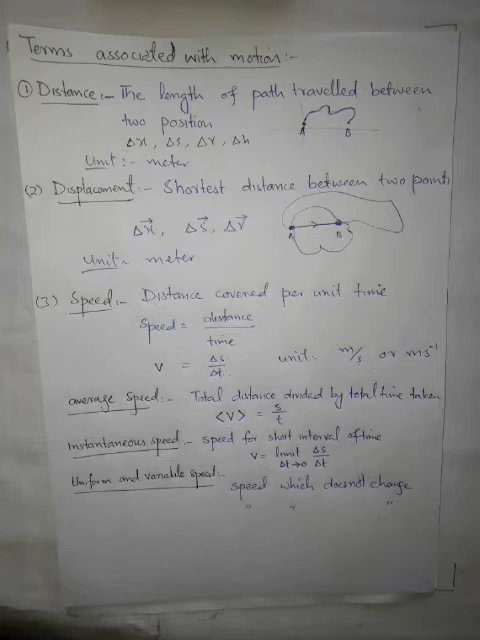 Terms associated with motion:-
① Distance:- The length of path travelled between
two position
Δx, Δs, Δr, Δh
A B
Unit:- meter
(2) Displacement:- Shortest distance between two points
Δx⃗, Δs⃗, Δr⃗
A B
Unit- meter
(3) Speed:- Distance covered per unit time
Speed = distance / time
v = Δs / Δt. unit:- m/s or ms⁻¹
average speed:- Total distance divided by total time taken
<v> = s / t
Instantaneous speed:- speed for short interval of time
v = limit Δt→0 Δs / Δt
Uniform and variable speed:-
speed which doesnot change
" " "